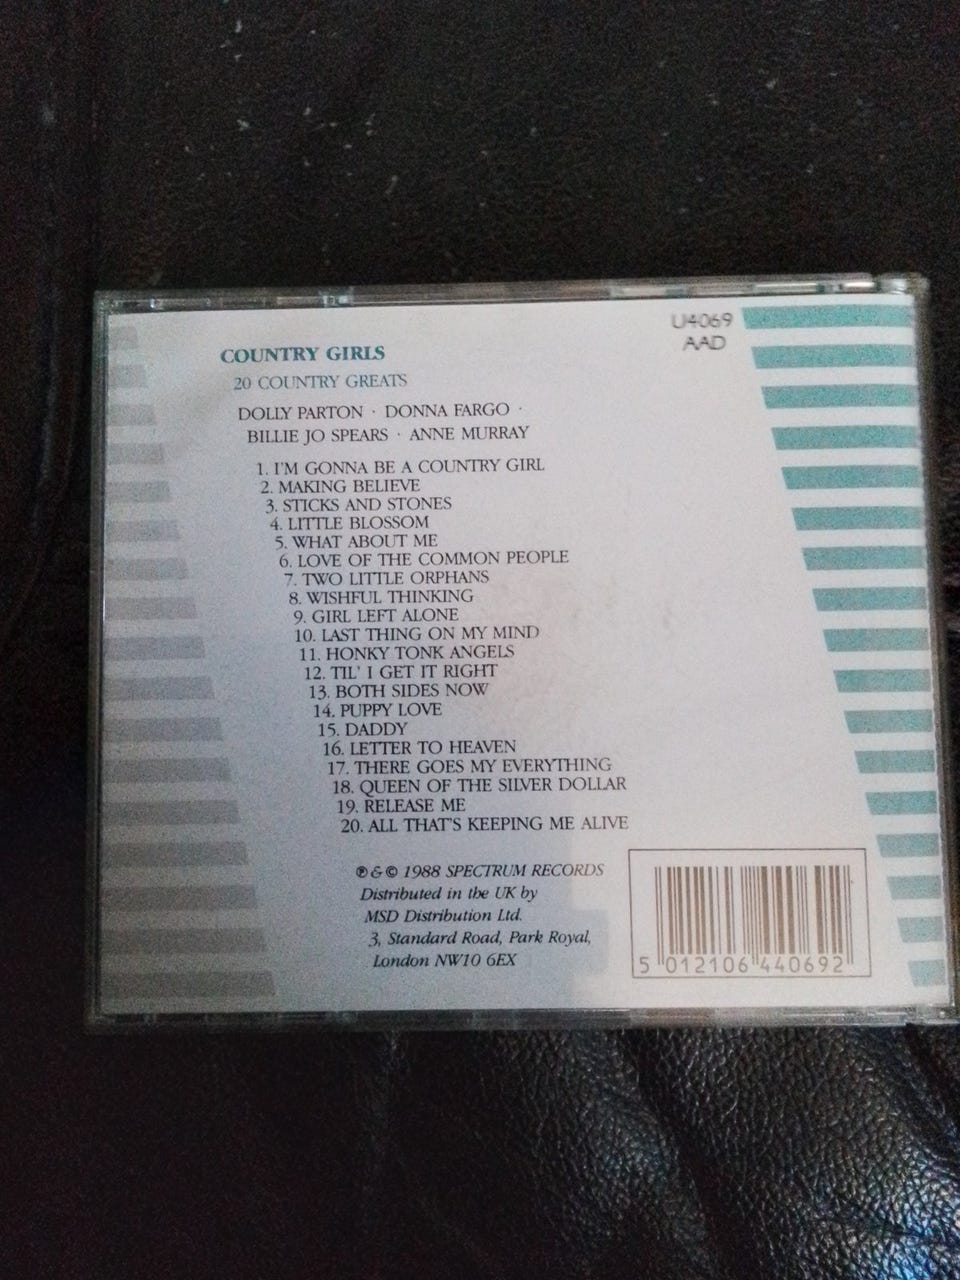 U4069
AAD
COUNTRY GIRLS
20 COUNTRY GREATS
DOLLY PARTON · DONNA FARGO ·
BILLIE JO SPEARS · ANNE MURRAY
1. I'M GONNA BE A COUNTRY GIRL
2. MAKING BELIEVE
3. STICKS AND STONES
4. LITTLE BLOSSOM
5. WHAT ABOUT ME
6. LOVE OF THE COMMON PEOPLE
7. TWO LITTLE ORPHANS
8. WISHFUL THINKING
9. GIRL LEFT ALONE
10. LAST THING ON MY MIND
11. HONKY TONK ANGELS
12. TIL' I GET IT RIGHT
13. BOTH SIDES NOW
14. PUPPY LOVE
15. DADDY
16. LETTER TO HEAVEN
17. THERE GOES MY EVERYTHING
18. QUEEN OF THE SILVER DOLLAR
19. RELEASE ME
20. ALL THAT'S KEEPING ME ALIVE
℗ & © 1988 SPECTRUM RECORDS
Distributed in the UK by
MSD Distribution Ltd.
3, Standard Road, Park Royal,
London NW10 6EX
5 012106 440692